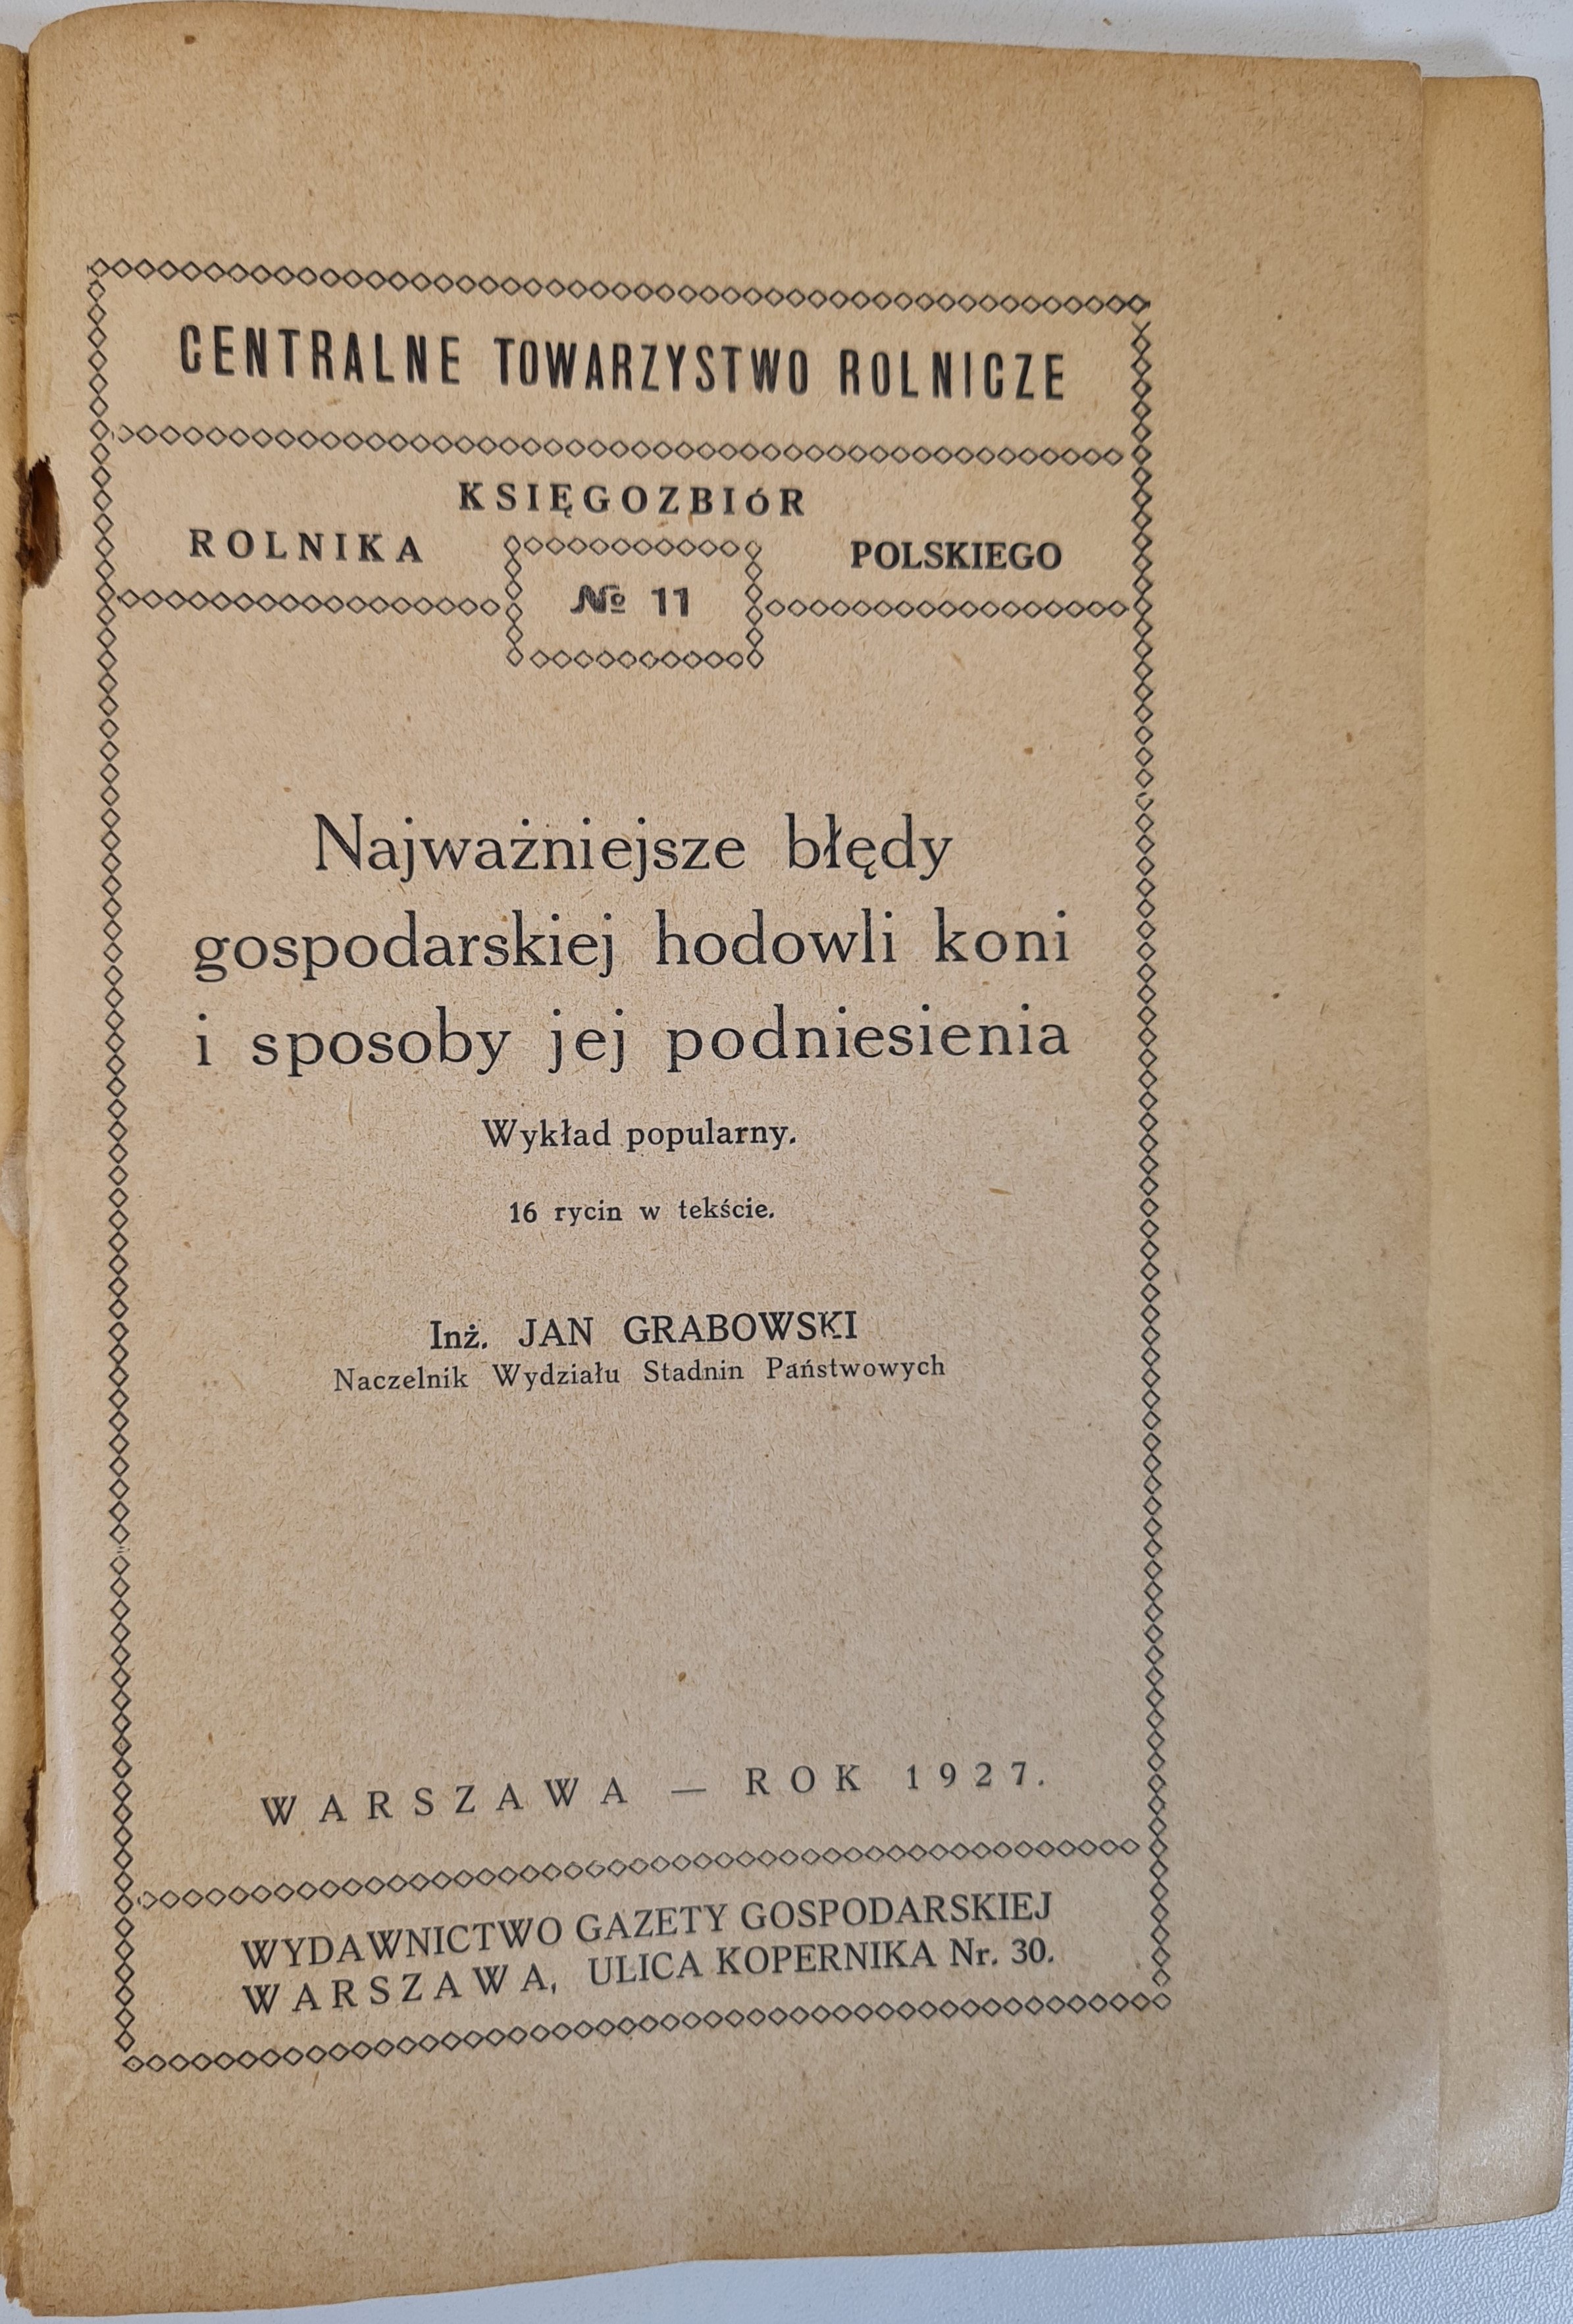 CENTRALNE TOWARZYSTWO ROLNICZE
KSIĘGOZBIóR
ROLNIKA POLSKIEGO
№ 11
Najważniejsze błędy
gospodarskiej hodowli koni
i sposoby jej podniesienia
Wykład popularny.
16 rycin w tekście.
Inż. JAN GRABOWSKI
Naczelnik Wydziału Stadnin Państwowych
WARSZAWA — ROK 1927.
WYDAWNICTWO GAZETY GOSPODARSKIEJ
WARSZAWA, ULICA KOPERNIKA Nr. 30.